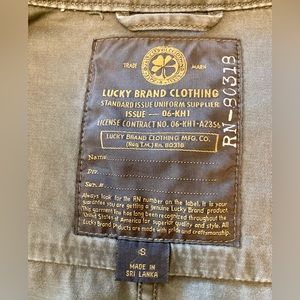 TRADE MARK
LUCKY BRAND CLOTHING
STANDARD ISSUE UNIFORM SUPPLIER
ISSUE — 06-KH1
LICENSE CONTRACT NO. 06-KH1-A2354
LUCKY BRAND CLOTHING MFG. CO.
(Reg T.M.) Rn. 80318
Name
Div.
Ser. #
Always look for the RN number on the label. It is your
guarantee you are getting a genuine Lucky Brand Product.
This garment line has long been recognized throughout the
United States of America for superior quality and style. All
Lucky Brand Products are made with pride and craftsmanship.
RN-80318
S
MADE IN
SRI LANKA